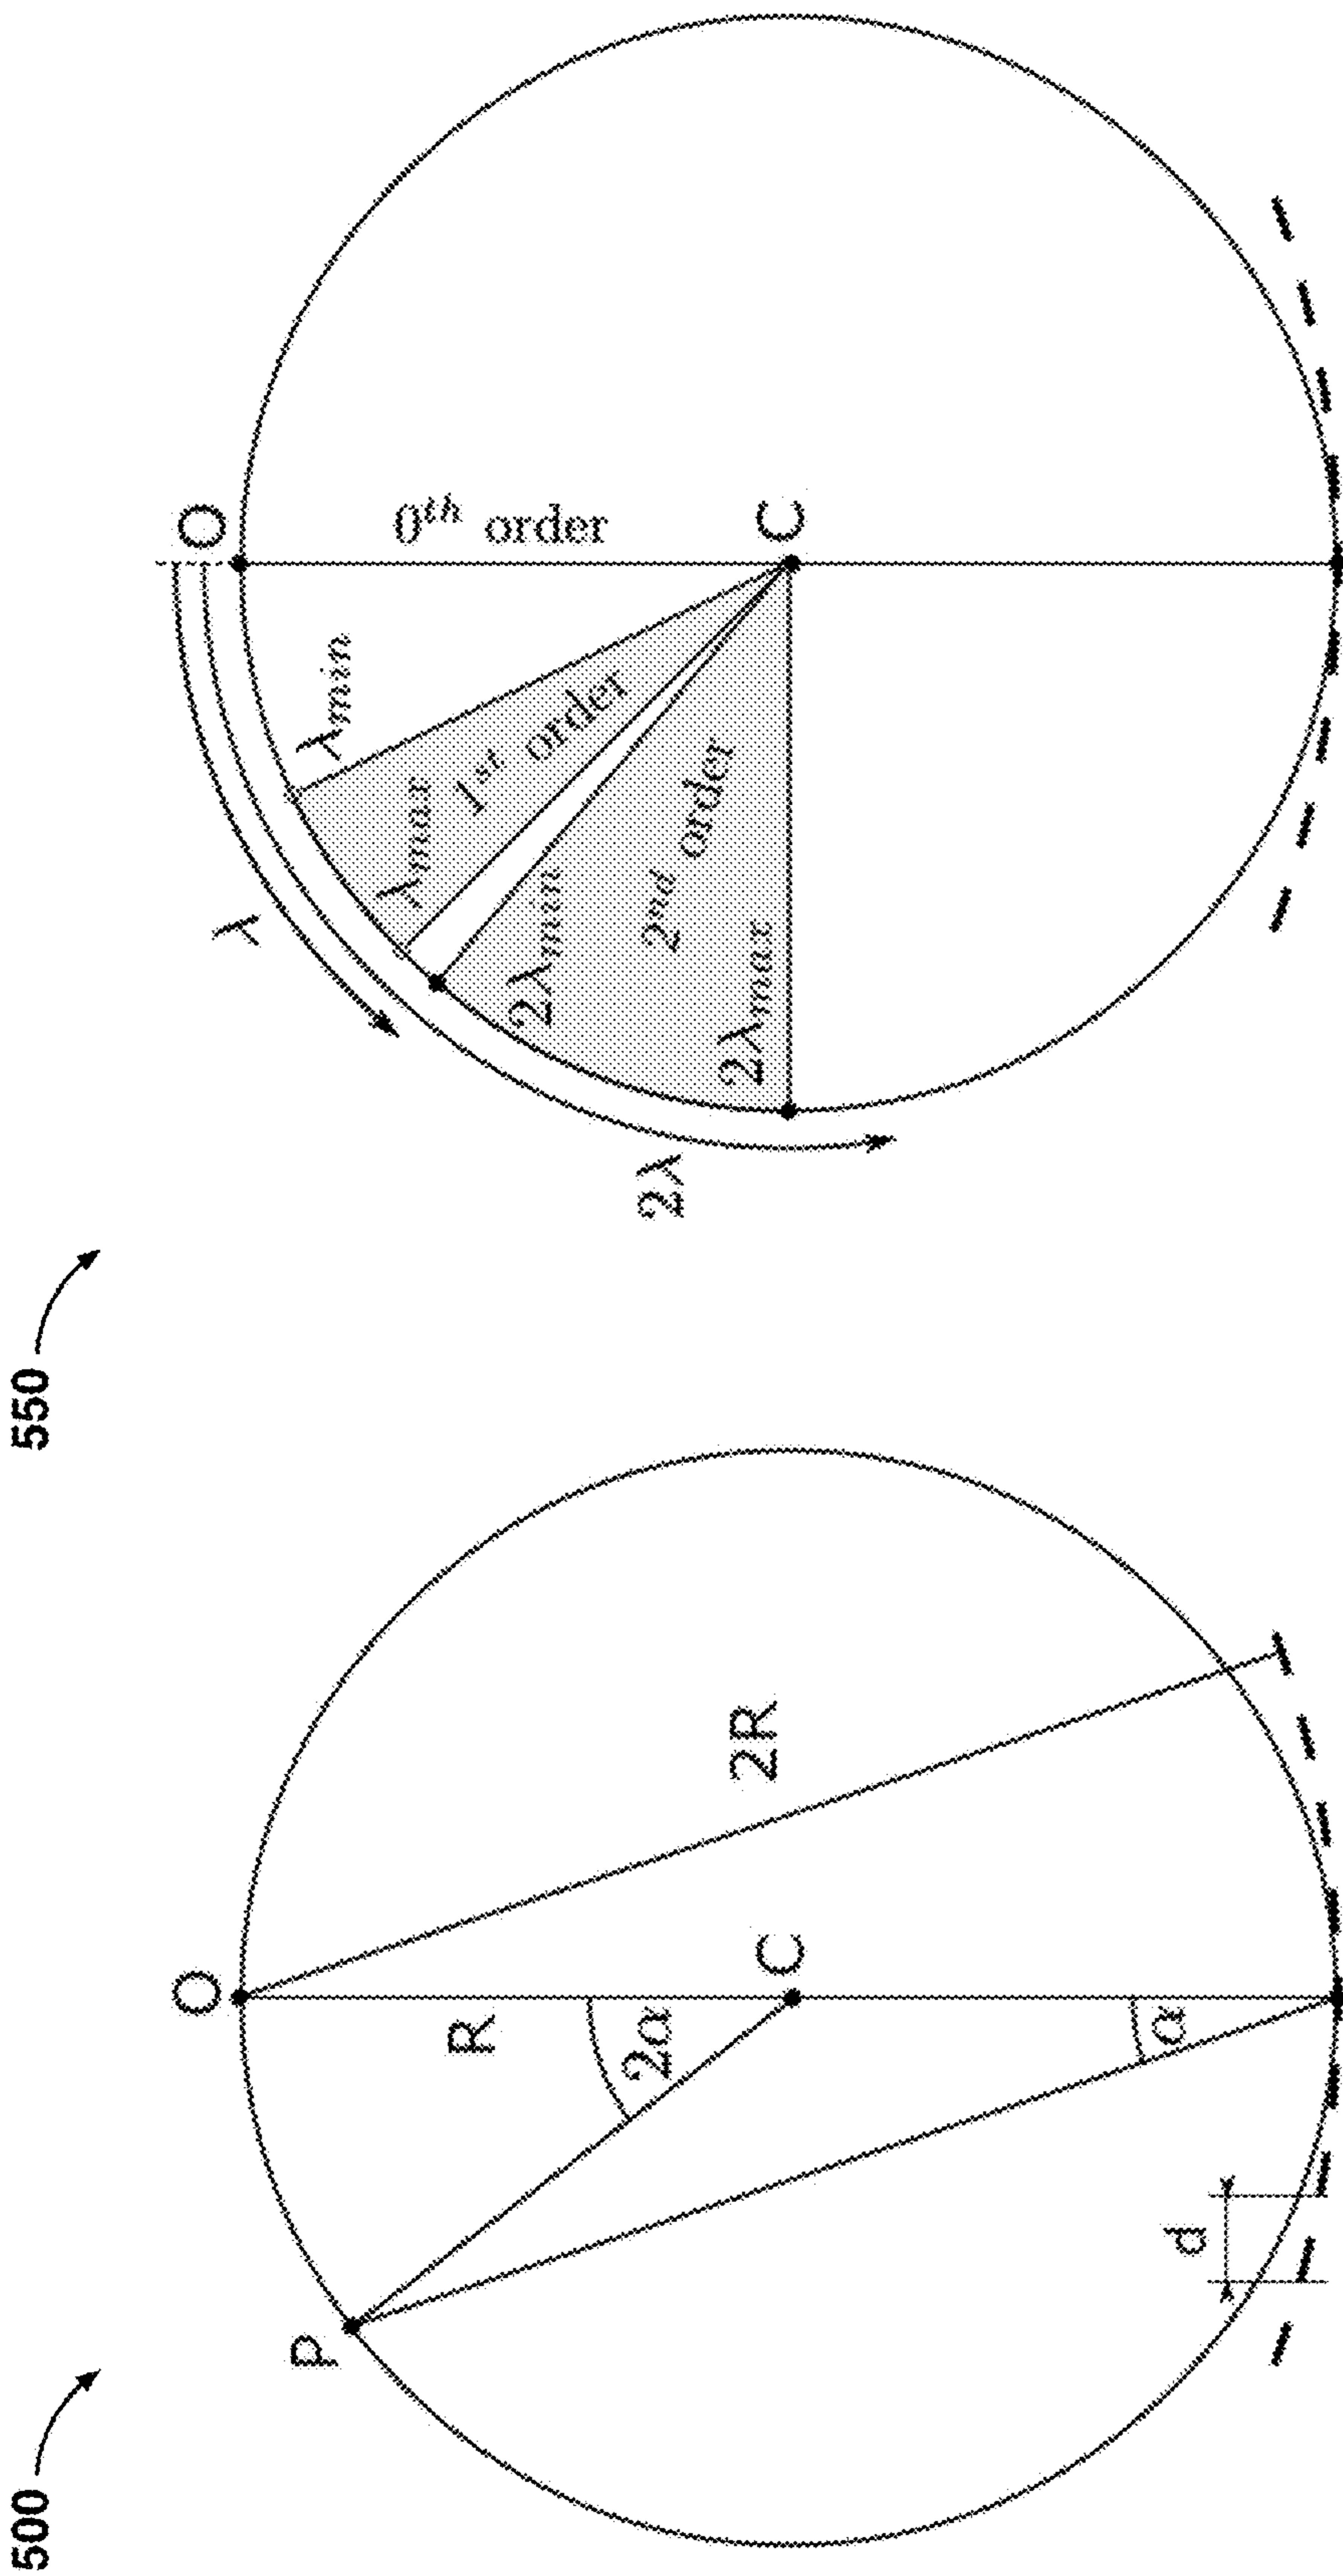 500
O
P
R
2R
2α
C
α
d
550
O
λ
2λ
λmin
λmax
0th order
1st order
2λmin
2nd order
2λmax
C